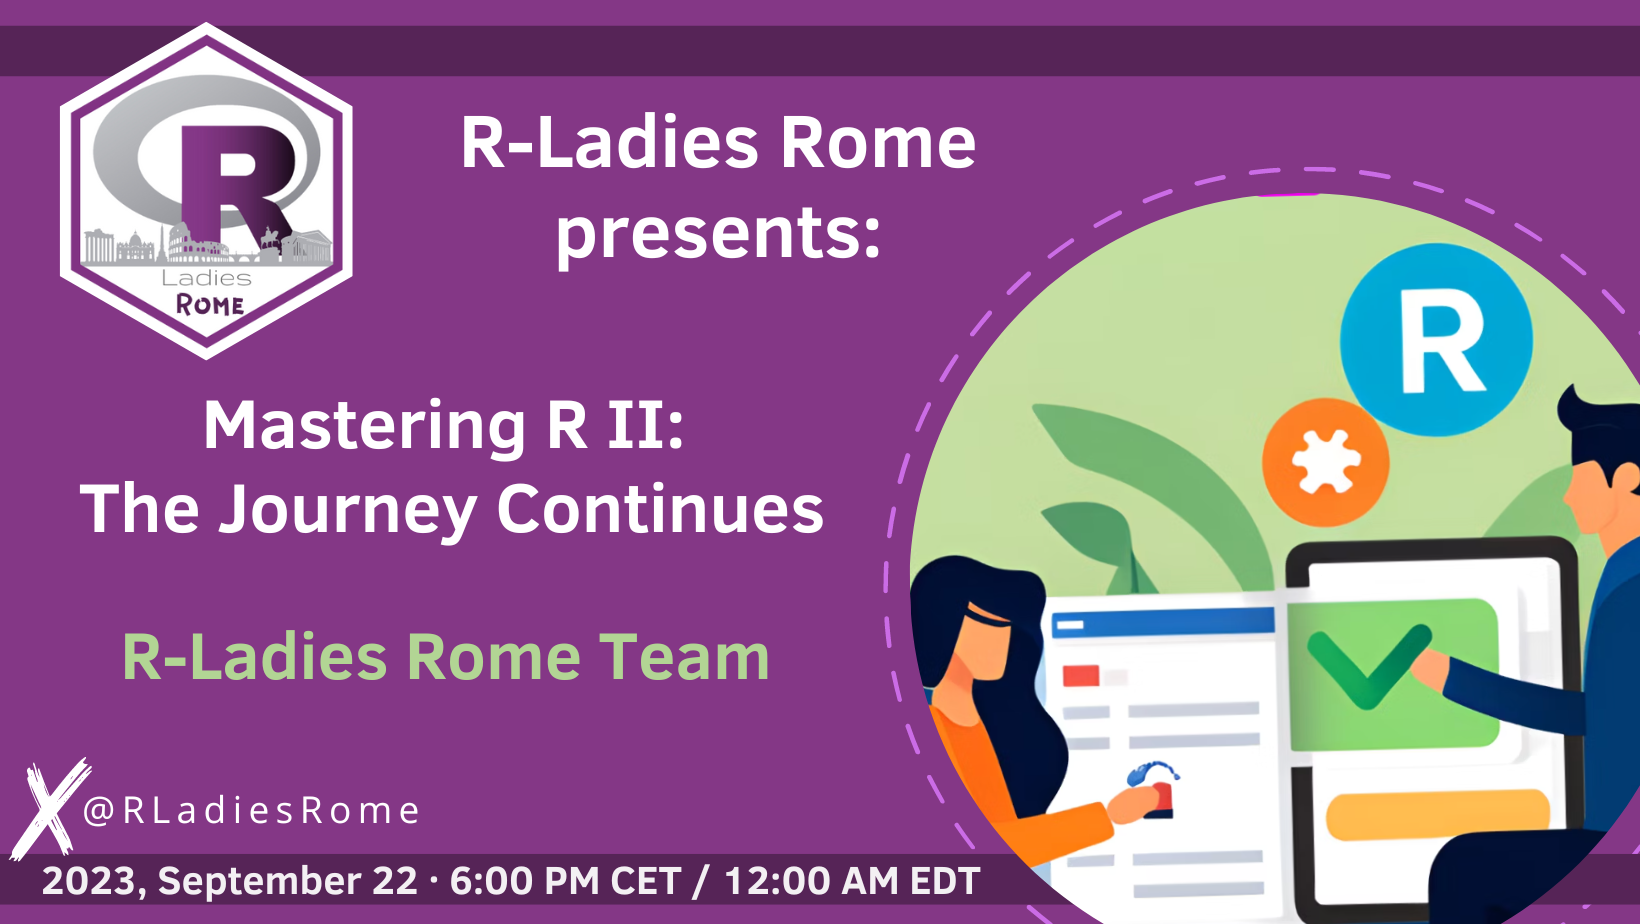 R
Ladies
ROME
R-Ladies Rome
presents:
Mastering R II:
The Journey Continues
R-Ladies Rome Team
R
X @RLadiesRome
2023, September 22 · 6:00 PM CET / 12:00 AM EDT